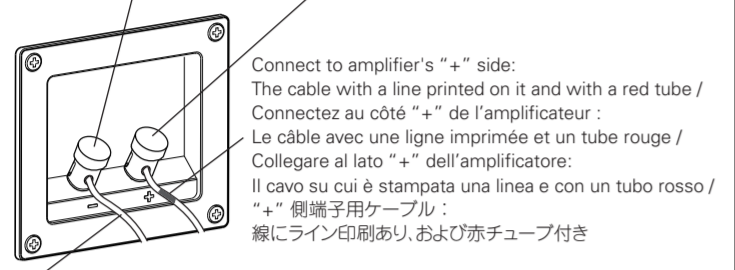 Connect to amplifier's “+” side:
The cable with a line printed on it and with a red tube /
Connectez au côté “+” de l’amplificateur :
Le câble avec une ligne imprimée et un tube rouge /
Collegare al lato “+” dell’amplificatore:
Il cavo su cui è stampata una linea e con un tubo rosso /
“+” 側端子用ケーブル：
線にライン印刷あり、および赤チューブ付き
− +